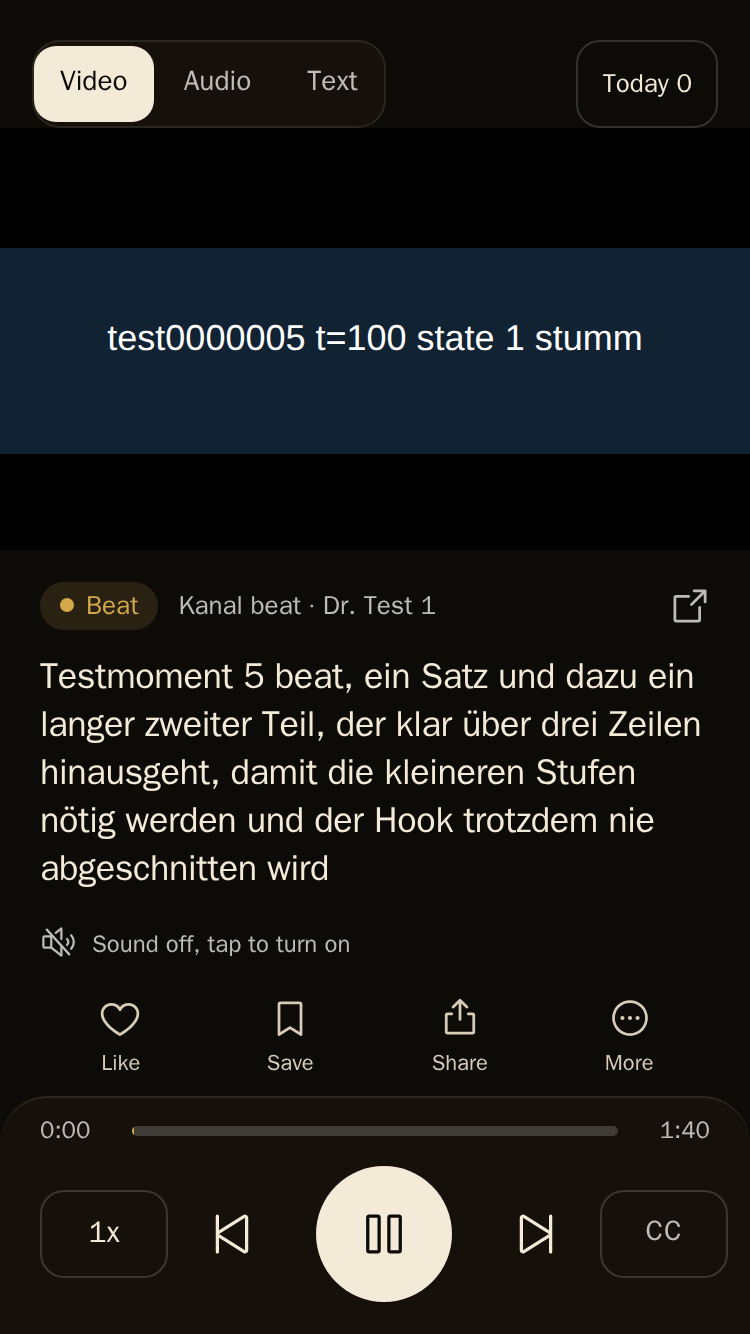 Video Audio Text Today 0
test0000005 t=100 state 1 stumm
Beat Kanal beat · Dr. Test 1
Testmoment 5 beat, ein Satz und dazu ein
langer zweiter Teil, der klar über drei Zeilen
hinausgeht, damit die kleineren Stufen
nötig werden und der Hook trotzdem nie
abgeschnitten wird
Sound off, tap to turn on
Like Save Share More
0:00 1:40
1x CC